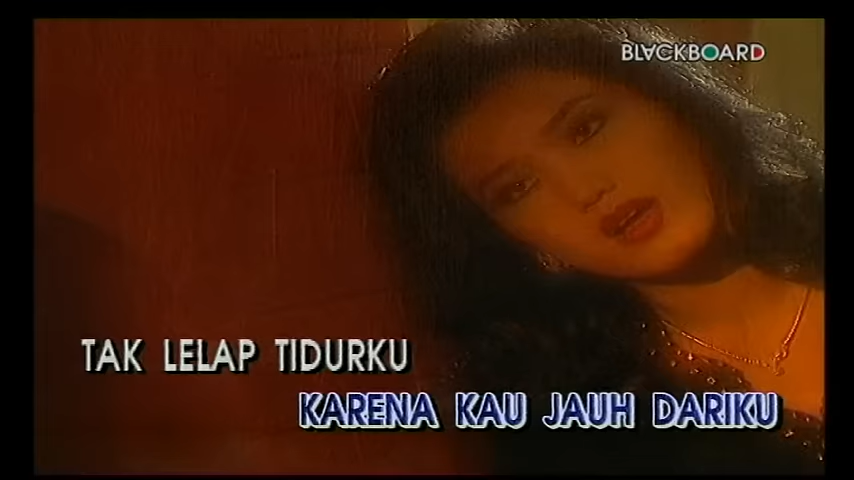 BLACKBOARD
TAK LELAP TIDURKU
KARENA KAU JAUH DARIKU